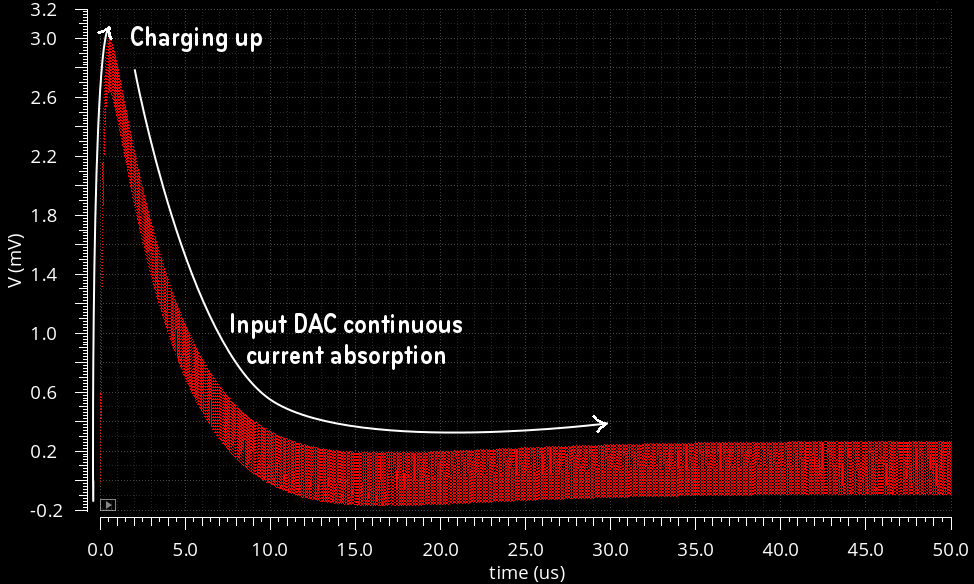 3.2
3.0
Charging up
2.6
2.2
1.8
V (mV)
1.4
1.0
Input DAC continuous
current absorption
0.6
0.2
-0.2
0.0 5.0 10.0 15.0 20.0 25.0 30.0 35.0 40.0 45.0 50.0
time (us)